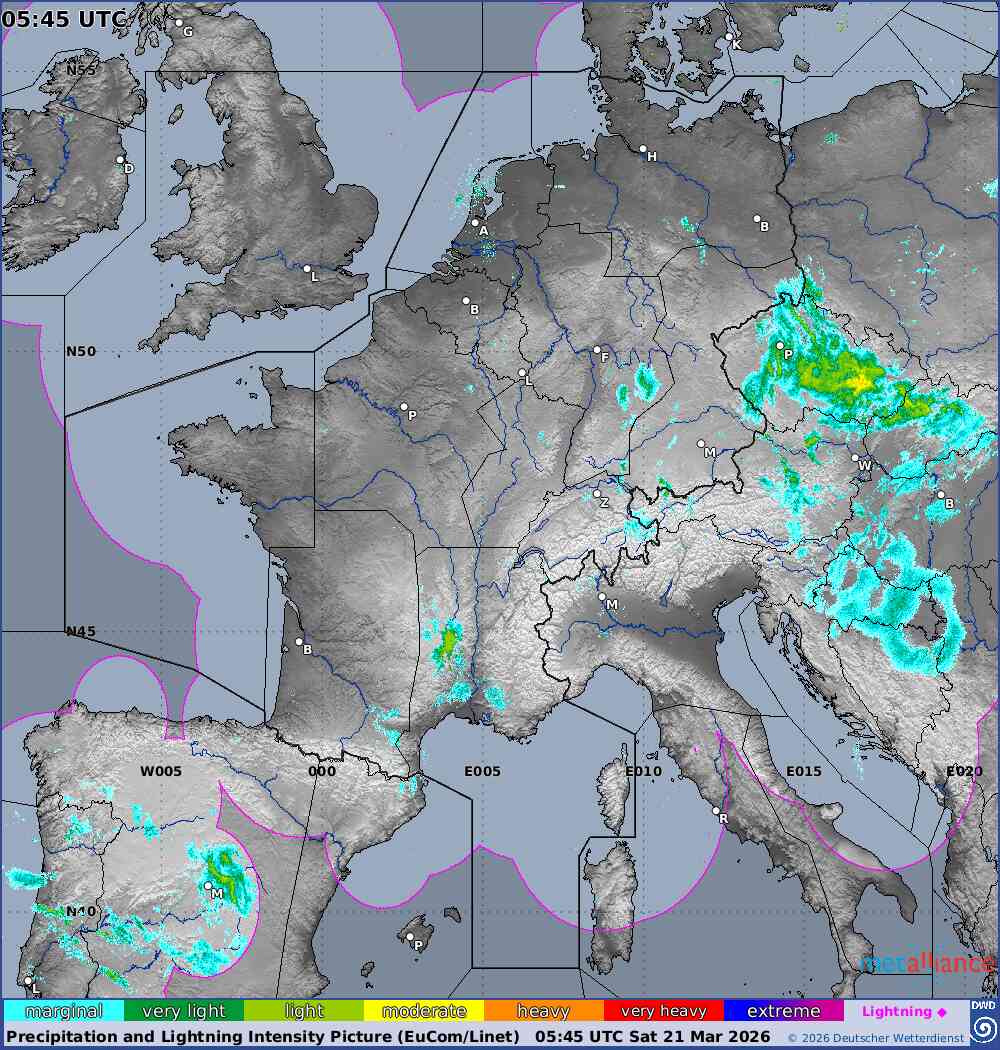 05:45 UTC
G
K
N55
D
H
A
B
B
L
B
N50
P
F
L
P
M
W
Z
B
M
N45
B
W005
000
E005
E010
E015
E020
R
M
N40
P
L
metalliance
marginal
very light
light
moderate
heavy
very heavy
extreme
Lightning ◆
DWD
Precipitation and Lightning Intensity Picture (EuCom/Linet) 05:45 UTC Sat 21 Mar 2026 © 2026 Deutscher Wetterdienst